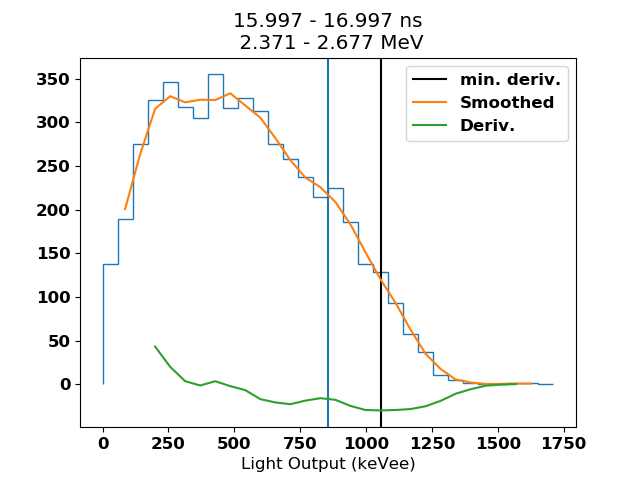 15.997 - 16.997 ns
2.371 - 2.677 MeV
350
300
250
200
150
100
50
0
min. deriv.
Smoothed
Deriv.
0 250 500 750 1000 1250 1500 1750
Light Output (keVee)